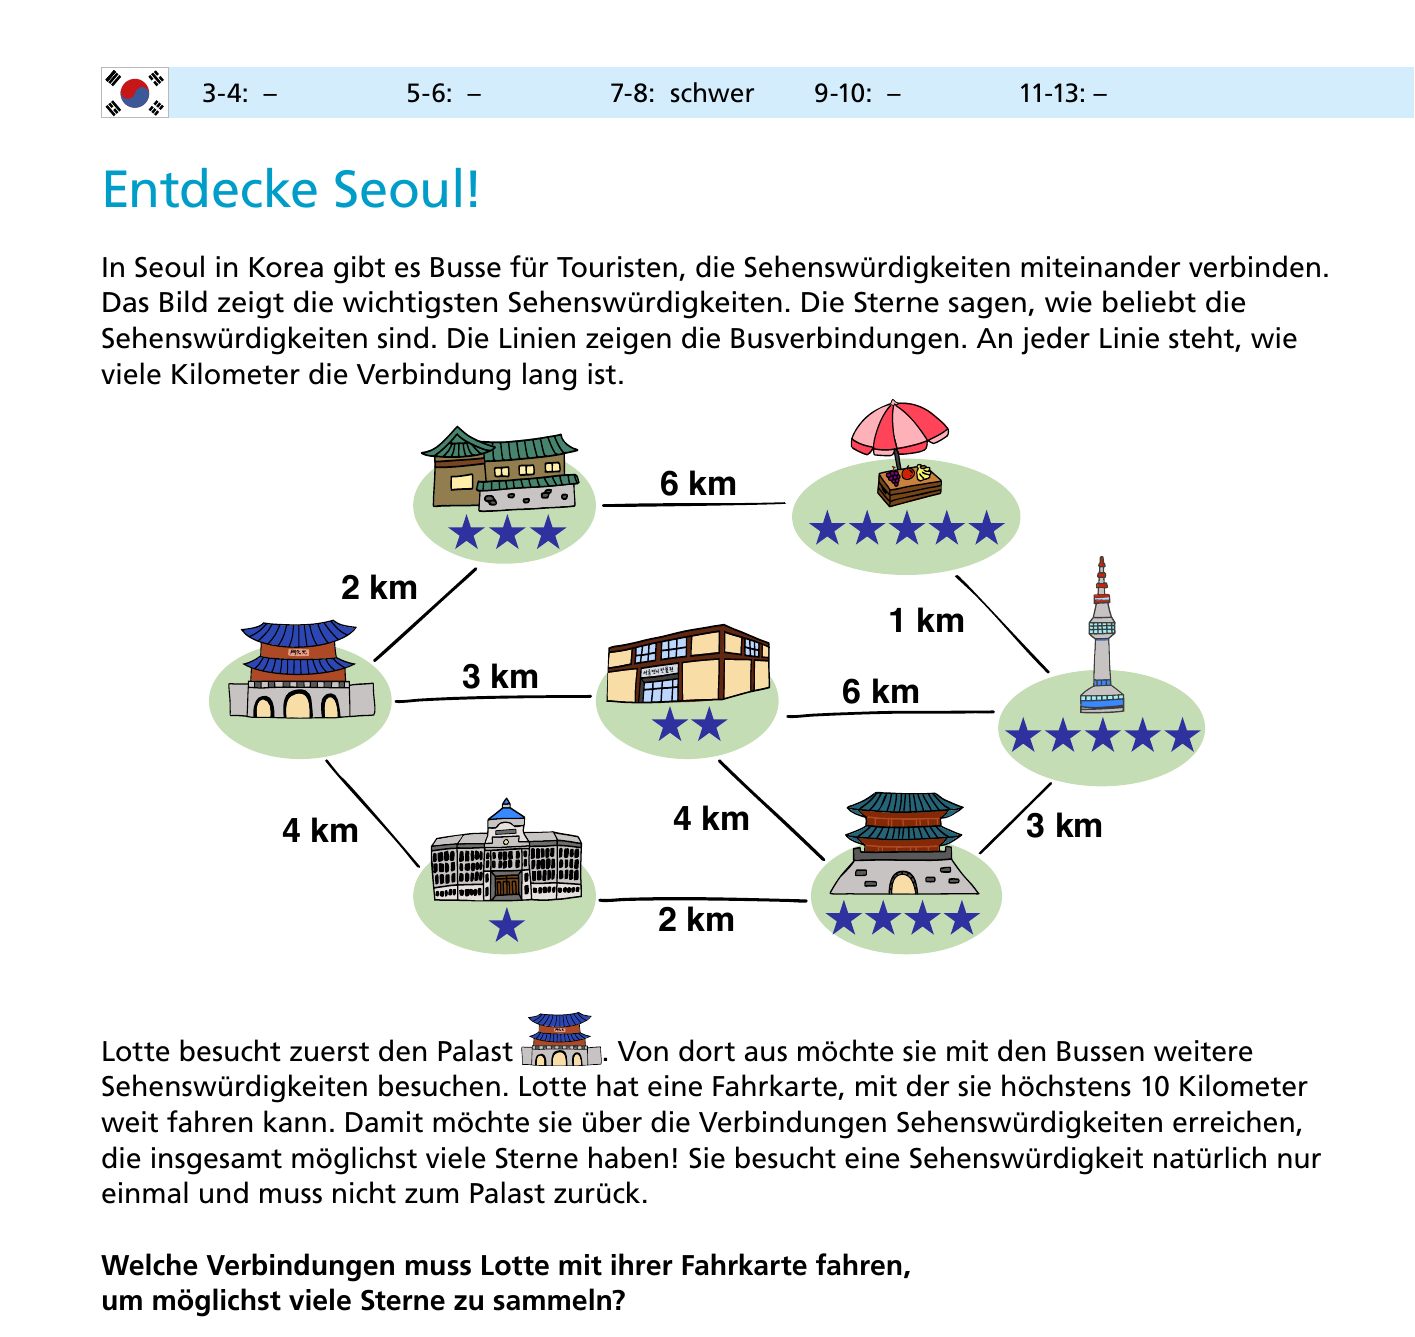 3-4: – 5-6: – 7-8: schwer 9-10: – 11-13: –
Entdecke Seoul!
In Seoul in Korea gibt es Busse für Touristen, die Sehenswürdigkeiten miteinander verbinden.
Das Bild zeigt die wichtigsten Sehenswürdigkeiten. Die Sterne sagen, wie beliebt die
Sehenswürdigkeiten sind. Die Linien zeigen die Busverbindungen. An jeder Linie steht, wie
viele Kilometer die Verbindung lang ist.
6 km
2 km
1 km
3 km
6 km
4 km
4 km
3 km
2 km
Lotte besucht zuerst den Palast . Von dort aus möchte sie mit den Bussen weitere
Sehenswürdigkeiten besuchen. Lotte hat eine Fahrkarte, mit der sie höchstens 10 Kilometer
weit fahren kann. Damit möchte sie über die Verbindungen Sehenswürdigkeiten erreichen,
die insgesamt möglichst viele Sterne haben! Sie besucht eine Sehenswürdigkeit natürlich nur
einmal und muss nicht zum Palast zurück.
Welche Verbindungen muss Lotte mit ihrer Fahrkarte fahren,
um möglichst viele Sterne zu sammeln?